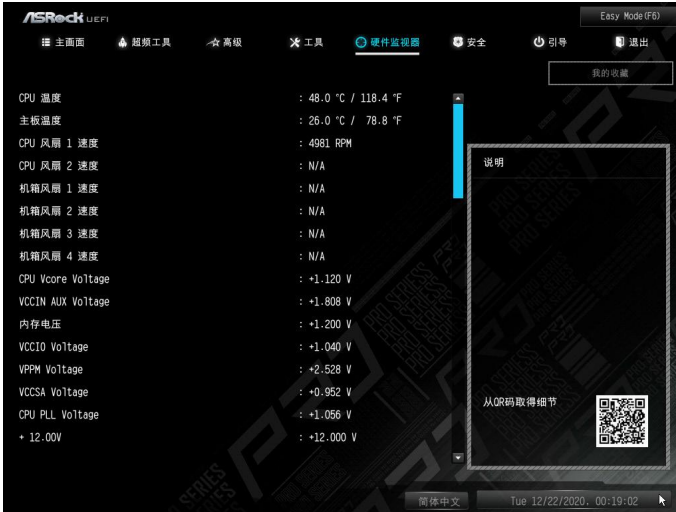 ASRock UEFI
Easy Mode(F6)
主画面 超频工具 高级 工具 硬件监视器 安全 引导 退出
我的收藏
CPU 温度 : 48.0 °C / 118.4 °F
主板温度 : 26.0 °C / 78.8 °F
CPU 风扇 1 速度 : 4981 RPM
CPU 风扇 2 速度 : N/A
机箱风扇 1 速度 : N/A
机箱风扇 2 速度 : N/A
机箱风扇 3 速度 : N/A
机箱风扇 4 速度 : N/A
CPU Vcore Voltage : +1.120 V
VCCIN AUX Voltage : +1.808 V
内存电压 : +1.200 V
VCCIO Voltage : +1.040 V
VPPM Voltage : +2.528 V
VCCSA Voltage : +0.952 V
CPU PLL Voltage : +1.056 V
+ 12.00V : +12.000 V
说明
从QR码取得细节
简体中文
Tue 12/22/2020. 00:19:02